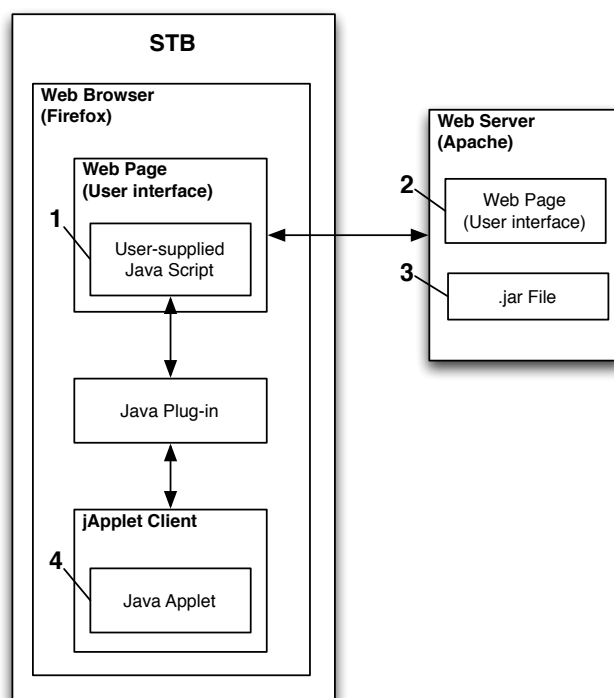 STB
Web Browser
(Firefox)
Web Page
(User interface)
1
User-supplied
Java Script
Java Plug-in
jApplet Client
4
Java Applet
Web Server
(Apache)
2
Web Page
(User interface)
3
.jar File